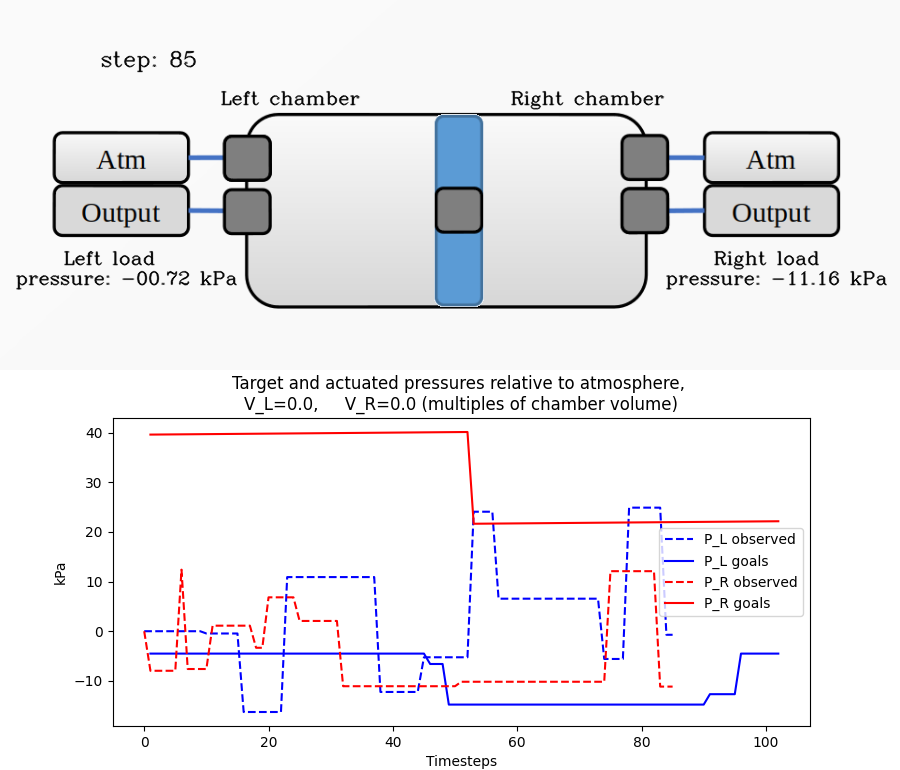 step: 85
Left chamber
Right chamber
Atm
Atm
Output
Output
Left load
pressure: -00.72 kPa
Right load
pressure: -11.16 kPa
Target and actuated pressures relative to atmosphere,
V_L=0.0, V_R=0.0 (multiples of chamber volume)
40
30
20
10
0
−10
kPa
P_L observed
P_L goals
P_R observed
P_R goals
0 20 40 60 80 100
Timesteps